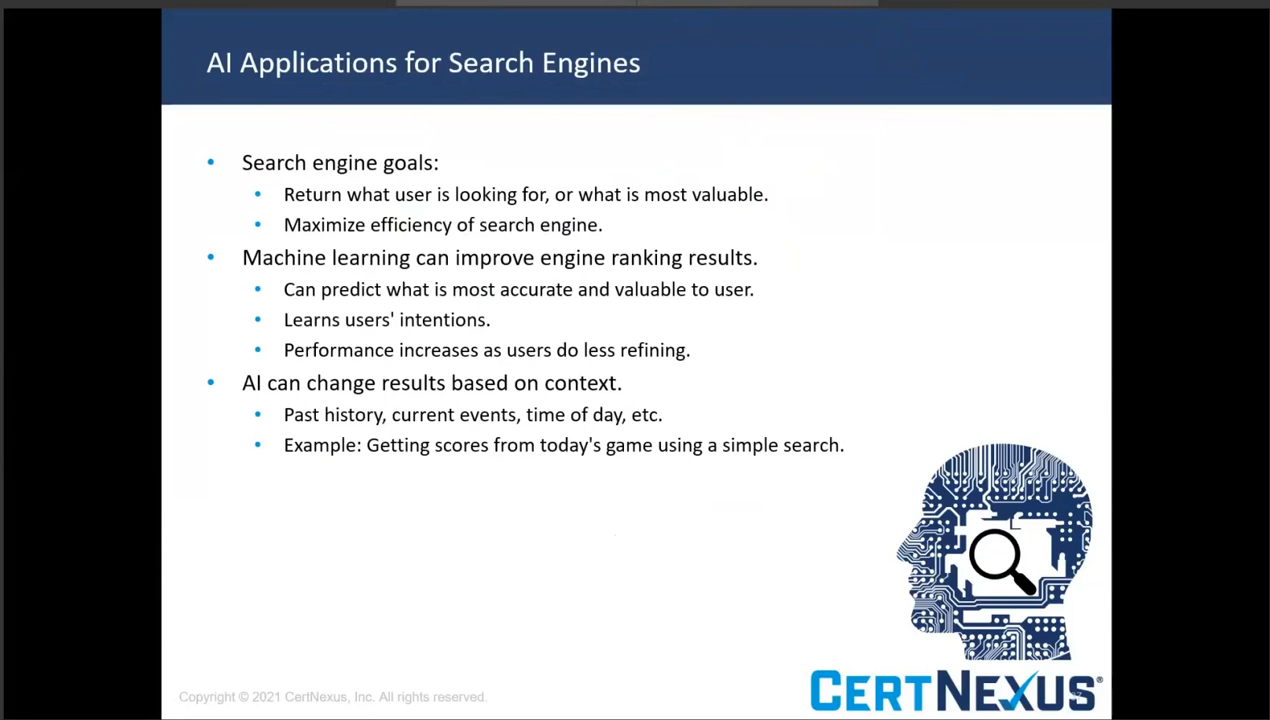 AI Applications for Search Engines
• Search engine goals:
• Return what user is looking for, or what is most valuable.
• Maximize efficiency of search engine.
• Machine learning can improve engine ranking results.
• Can predict what is most accurate and valuable to user.
• Learns users' intentions.
• Performance increases as users do less refining.
• AI can change results based on context.
• Past history, current events, time of day, etc.
• Example: Getting scores from today's game using a simple search.
Copyright © 2021 CertNexus, Inc. All rights reserved.
CERTNEXUS®